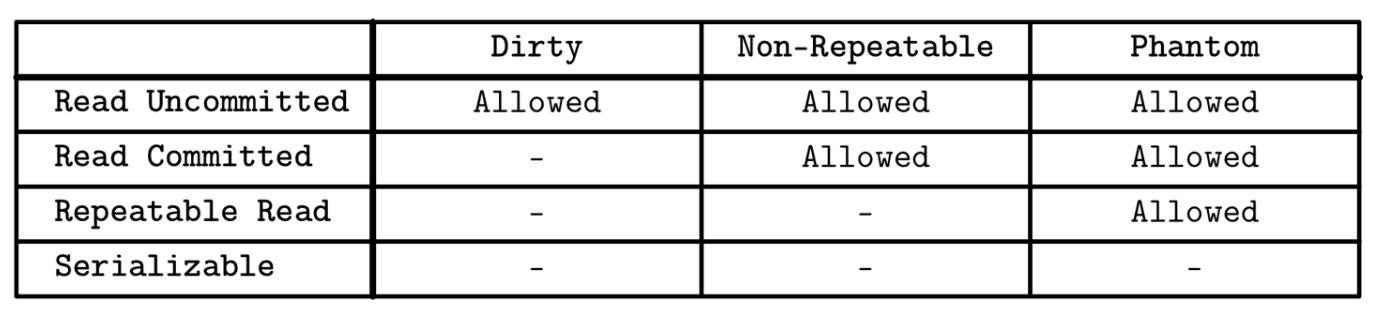 Dirty Non-Repeatable Phantom
Read Uncommitted Allowed Allowed Allowed
Read Committed - Allowed Allowed
Repeatable Read - - Allowed
Serializable - - -